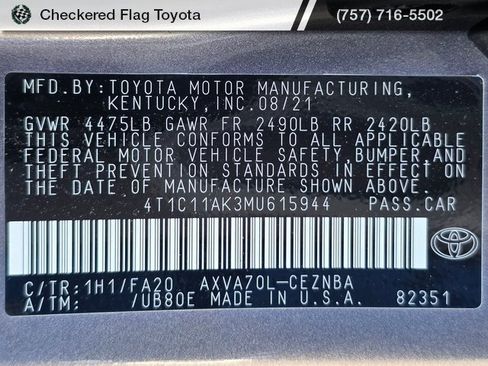 Checkered Flag Toyota
(757) 716-5502
MFD.BY:TOYOTA MOTOR MANUFACTURING,
KENTUCKY,INC.08/21
GVWR 4475LB GAWR FR 2490LB RR 2420LB
THIS VEHICLE CONFORMS TO ALL APPLICABLE
FEDERAL MOTOR VEHICLE SAFETY,BUMPER,AND
THEFT PREVENTION STANDARDS IN EFFECT ON
THE DATE OF MANUFACTURE SHOWN ABOVE.
4T1C11AK3MU615944 PASS.CAR
C/TR:1H1/FA20 AXVA70L-CEZNBA
A/TM: /UB80E MADE IN U.S.A. 82351